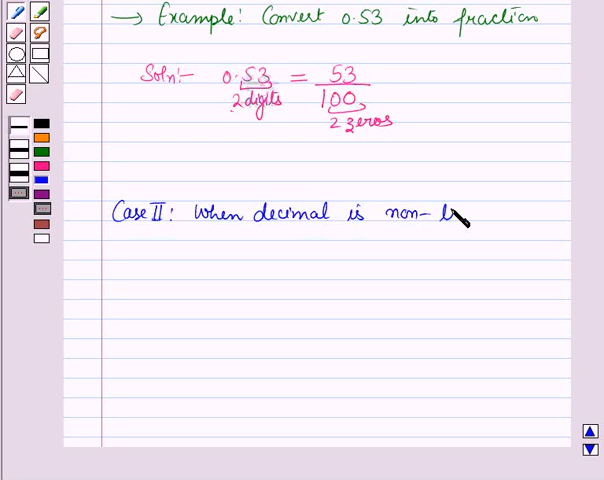 → Example: Convert 0.53 into fraction
Soln:- 0.53 = 53/100
2 digits
2 zeros
Case II: When decimal is non-